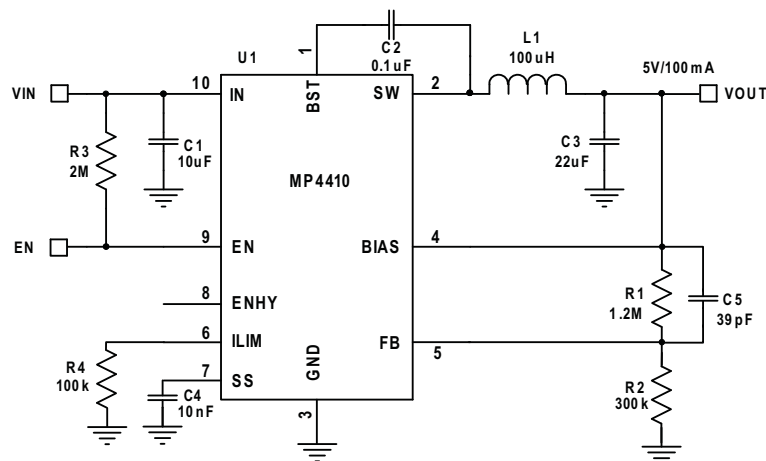 U1
1
C2
0.1uF
L1
100uH
5V/100mA
VIN
10
IN
BST
SW
2
VOUT
R3
2M
C1
10uF
C3
22uF
MP4410
EN
9
EN
BIAS
4
8
ENHY
R1
1.2M
C5
39pF
6
ILIM
FB
5
R4
100k
7
SS
C4
10nF
GND
3
R2
300k